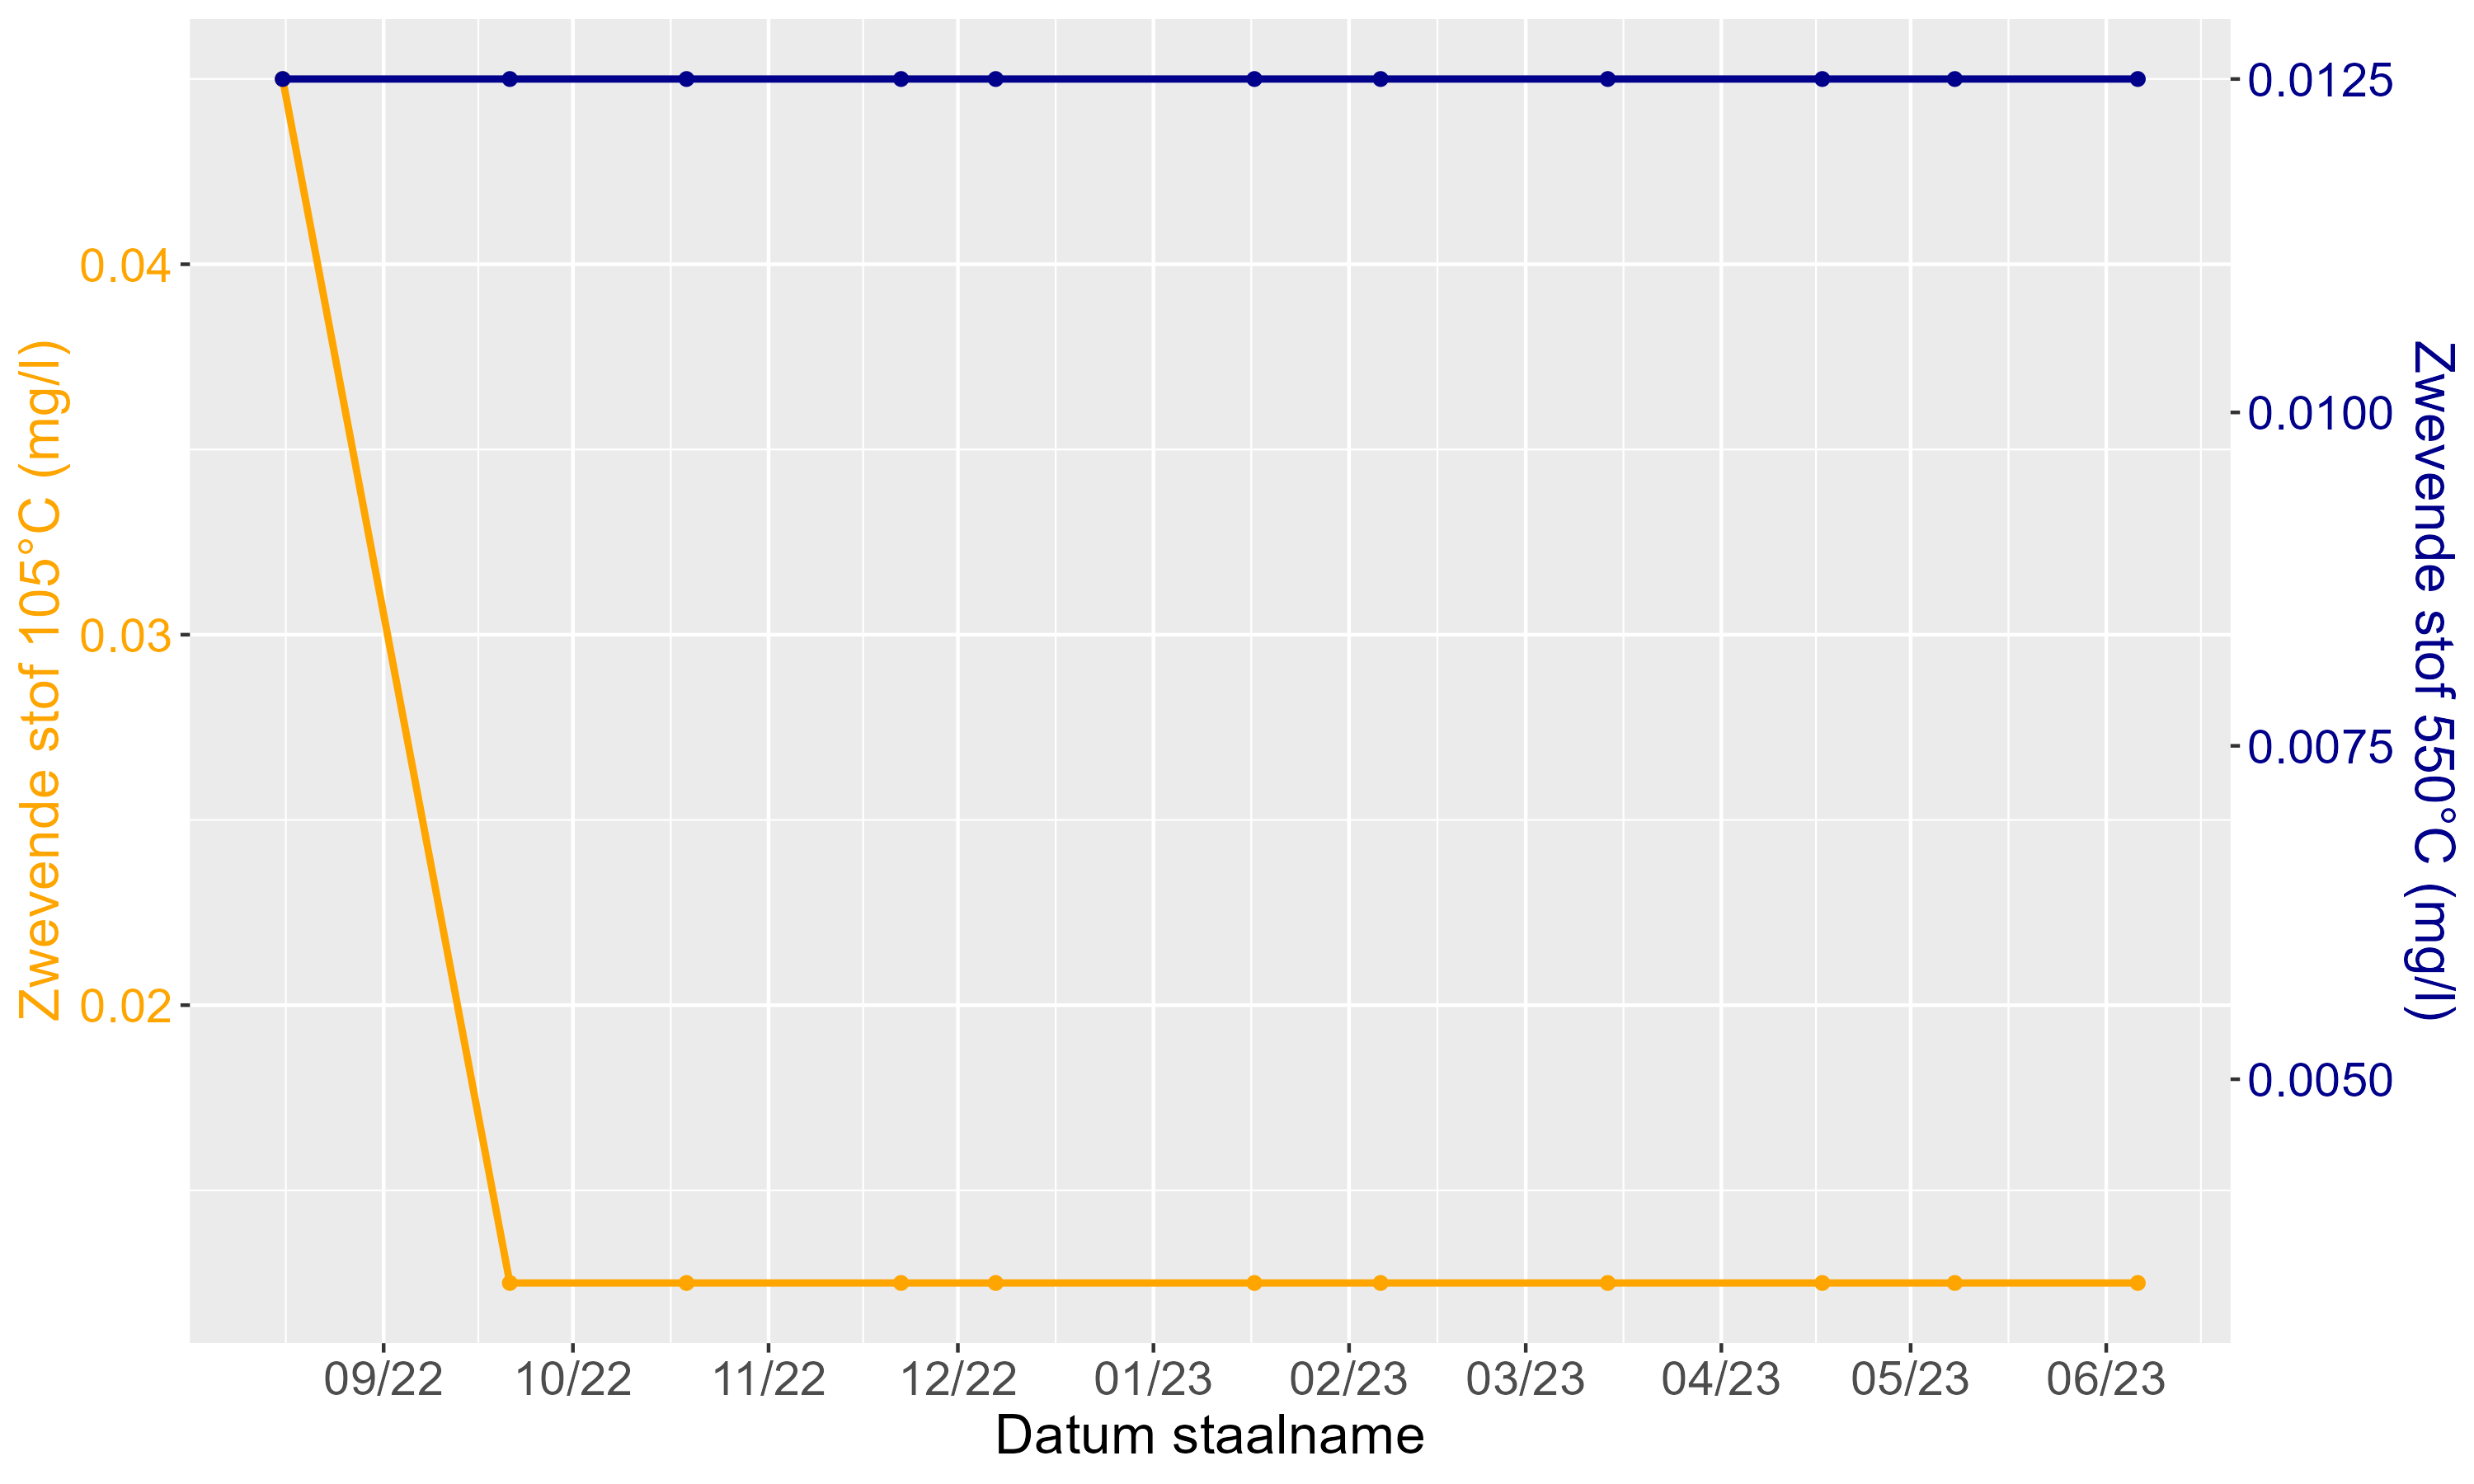 Zwevende stof 105°C (mg/l)
0.04
0.03
0.02
0.0125
0.0100
0.0075
0.0050
Zwevende stof 550°C (mg/l)
09/22 10/22 11/22 12/22 01/23 02/23 03/23 04/23 05/23 06/23
Datum staalname